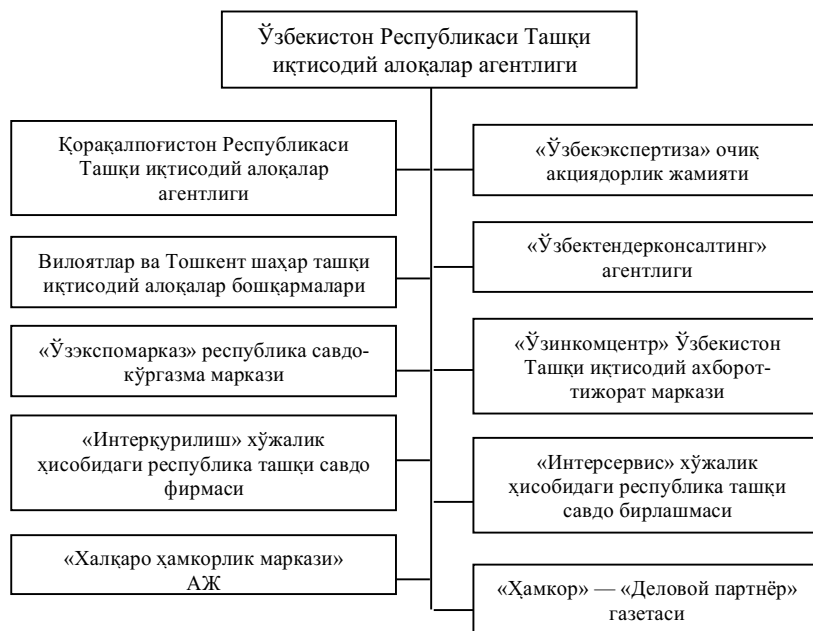 Ўзбекистон Республикаси Ташқи
иқтисодий алоқалар агентлиги
Қорақалпоғистон Республикаси
Ташқи иқтисодий алоқалар
агентлиги
Вилоятлар ва Тошкент шаҳар ташқи
иқтисодий алоқалар бошқармалари
«Ўзэкспомарказ» республика савдо-
кўргазма маркази
«Интерқурилиш» хўжалик
ҳисобидаги республика ташқи савдо
фирмаси
«Халқаро ҳамкорлик маркази»
АЖ
«Ўзбекэкспертиза» очиқ
акциядорлик жамияти
«Ўзбектендерконсалтинг»
агентлиги
«Ўзинкомцентр» Ўзбекистон
Ташқи иқтисодий ахборот-
тижорат маркази
«Интерсервис» хўжалик
ҳисобидаги республика ташқи
савдо бирлашмаси
«Ҳамкор» — «Деловой партнёр»
газетаси